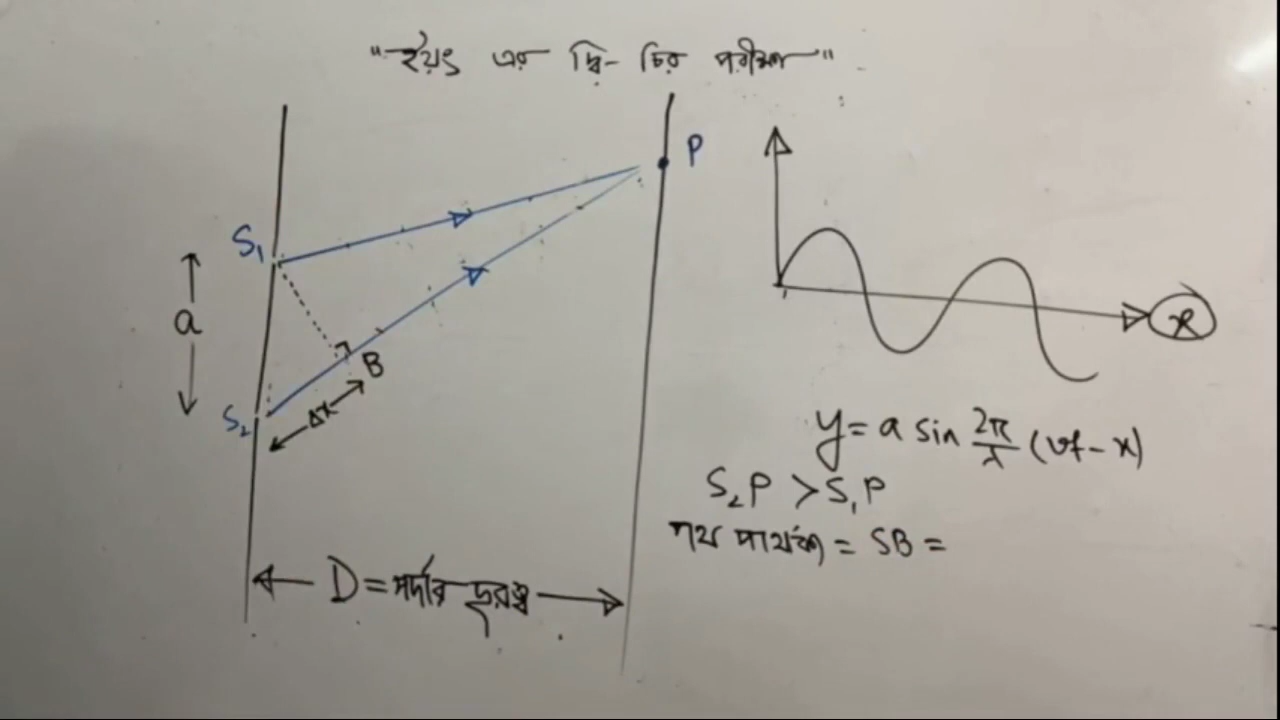 "ইয়ং এর দ্বি- চির পরীক্ষা"
P
S₁
a
B
S₂
Δx
x
y = a sin 2π/λ (vt - x)
S₂P > S₁P
পথ পার্থক্য = SB =
D = পর্দার দূরত্ব